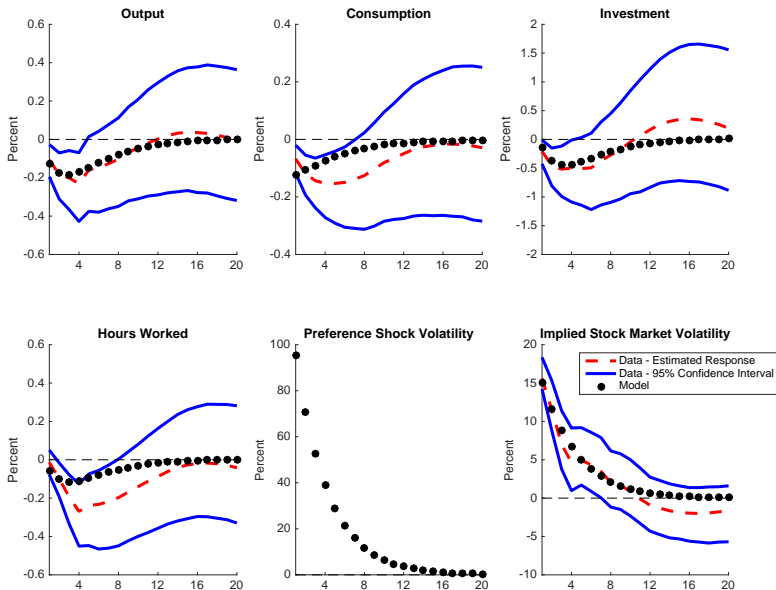 Output
Consumption
Investment
Percent
0.6
0.4
0.2
0
-0.2
-0.4
-0.6
4 8 12 16 20
Percent
0.4
0.2
0
-0.2
-0.4
4 8 12 16 20
Percent
2
1.5
1
0.5
0
-0.5
-1
-1.5
-2
4 8 12 16 20
Hours Worked
Preference Shock Volatility
Implied Stock Market Volatility
Percent
0.6
0.4
0.2
0
-0.2
-0.4
-0.6
4 8 12 16 20
Percent
100
80
60
40
20
0
4 8 12 16 20
Percent
20
15
10
5
0
-5
-10
4 8 12 16 20
Data - Estimated Response
Data - 95% Confidence Interval
Model